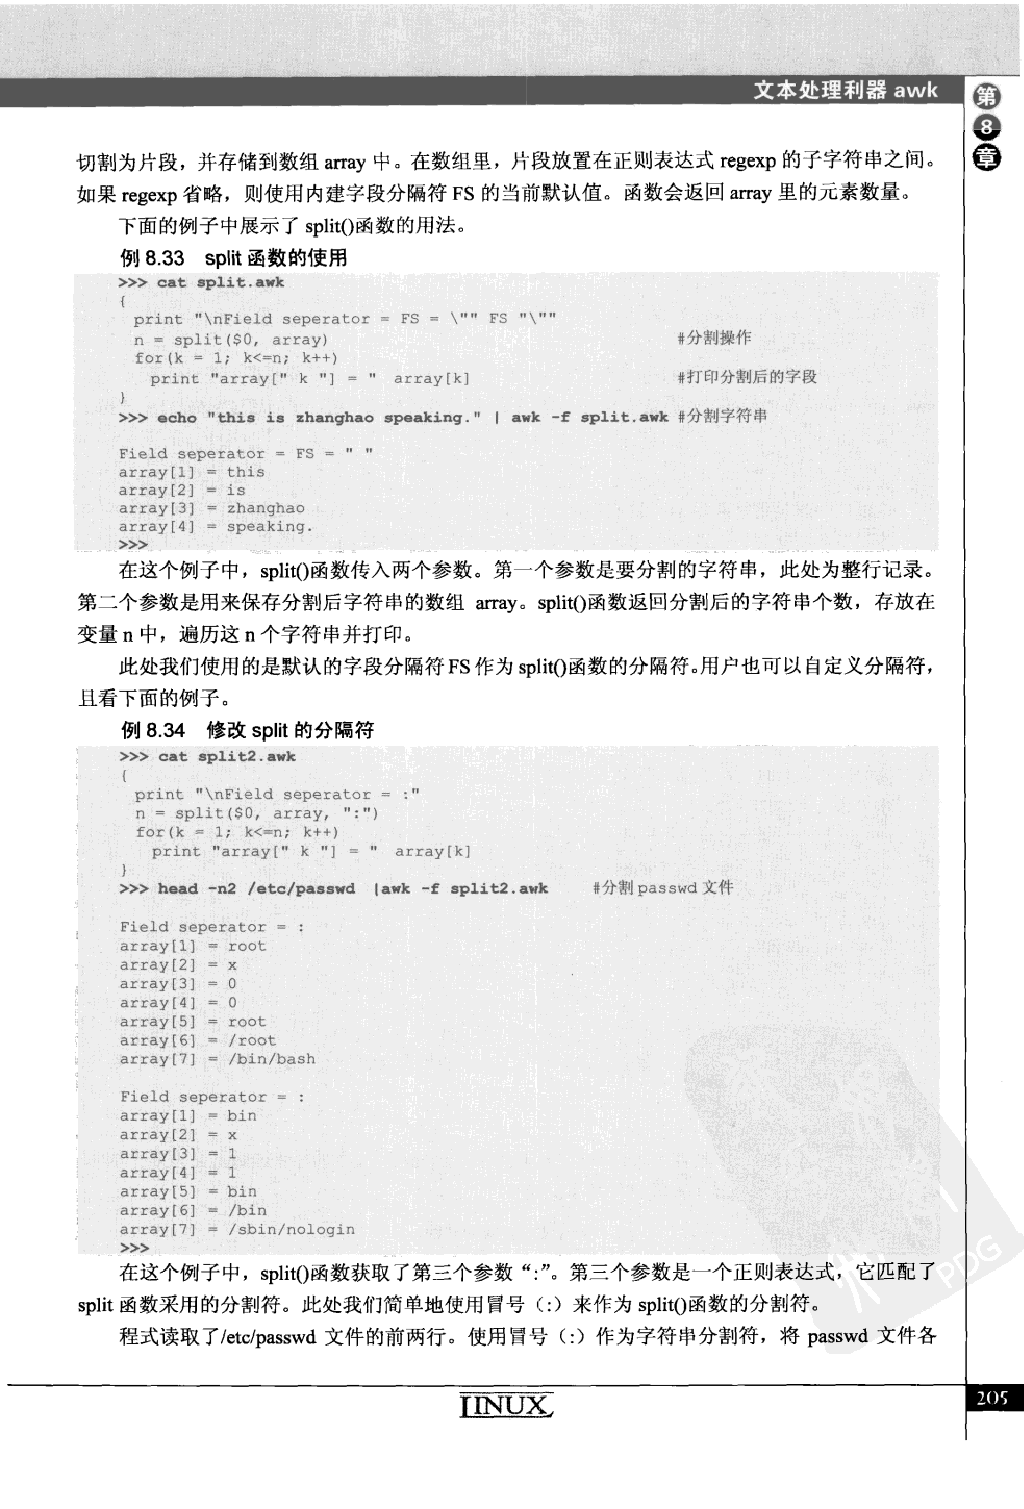 文本处理利器 awk
第8章
切割为片段，并存储到数组 array 中。在数组里，片段放置在正则表达式 regexp 的子字符串之间。
如果 regexp 省略，则使用内建字段分隔符 FS 的当前默认值。函数会返回 array 里的元素数量。
下面的例子中展示了 split()函数的用法。
例 8.33 split 函数的使用
>>> cat split.awk
{
print "\nField seperator = FS = \"" FS "\""
n = split($0, array) #分割操作
for(k = 1; k<=n; k++)
print "array[" k "] = " array[k] #打印分割后的字段
}
>>> echo "this is zhanghao speaking." | awk -f split.awk #分割字符串
Field seperator = FS = " "
array[1] = this
array[2] = is
array[3] = zhanghao
array[4] = speaking.
>>>
在这个例子中，split()函数传入两个参数。第一个参数是要分割的字符串，此处为整行记录。
第二个参数是用来保存分割后字符串的数组 array。split()函数返回分割后的字符串个数，存放在
变量 n 中，遍历这 n 个字符串并打印。
此处我们使用的是默认的字段分隔符 FS 作为 split()函数的分隔符。用户也可以自定义分隔符，
且看下面的例子。
例 8.34 修改 split 的分隔符
>>> cat split2.awk
{
print "\nField seperator = :"
n = split($0, array, ":")
for(k = 1; k<=n; k++)
print "array[" k "] = " array[k]
}
>>> head -n2 /etc/passwd |awk -f split2.awk #分割 passwd 文件
Field seperator = :
array[1] = root
array[2] = x
array[3] = 0
array[4] = 0
array[5] = root
array[6] = /root
array[7] = /bin/bash
Field seperator = :
array[1] = bin
array[2] = x
array[3] = 1
array[4] = 1
array[5] = bin
array[6] = /bin
array[7] = /sbin/nologin
>>>
在这个例子中，split()函数获取了第三个参数“:”。第三个参数是一个正则表达式，它匹配了
split 函数采用的分割符。此处我们简单地使用冒号（:）来作为 split()函数的分割符。
程式读取了/etc/passwd 文件的前两行。使用冒号（:）作为字符串分割符，将 passwd 文件各
PDG
LINUX
205